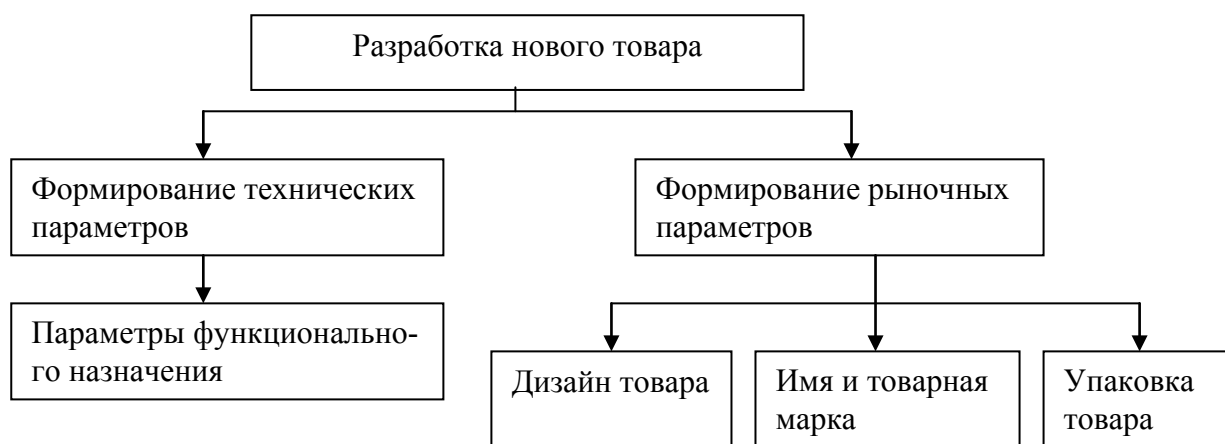 Разработка нового товара
Формирование технических
параметров
Формирование рыночных
параметров
Параметры функционально-
го назначения
Дизайн товара
Имя и товарная
марка
Упаковка
товара